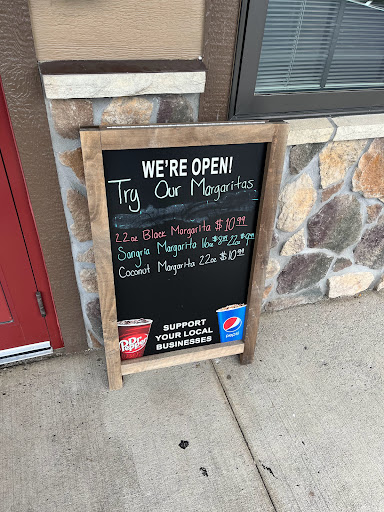 WE'RE OPEN!
Try Our Margaritas
22oz Black Margarita $10.99
Sangria Margarita 16oz $8.99 22oz $9.99
Coconut Margarita 22oz $10.99
SUPPORT
YOUR LOCAL
BUSINESSES
Dr Pepper
pepsi